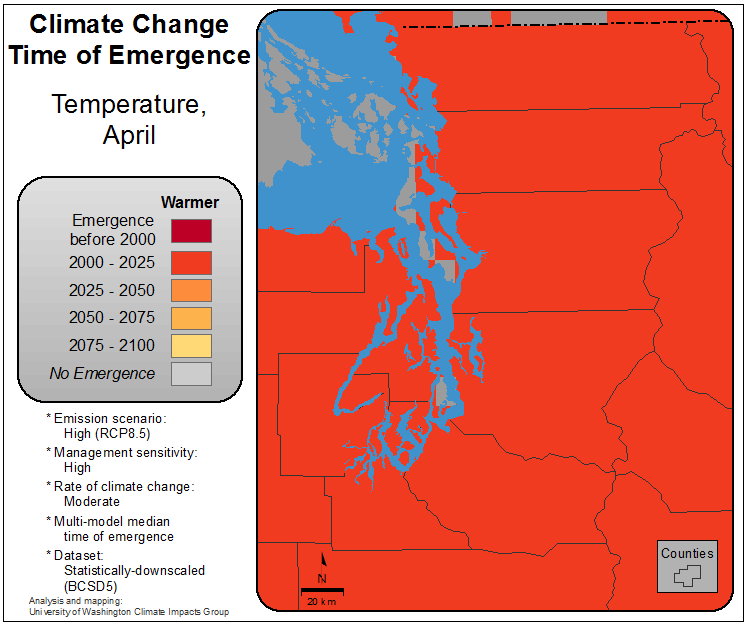 Climate Change
Time of Emergence
Temperature,
April
Warmer
Emergence
before 2000
2000 - 2025
2025 - 2050
2050 - 2075
2075 - 2100
No Emergence
* Emission scenario:
High (RCP8.5)
* Management sensitivity:
High
* Rate of climate change:
Moderate
* Multi-model median
time of emergence
* Dataset:
Statistically-downscaled
(BCSD5)
Analysis and mapping:
University of Washington Climate Impacts Group
N
20 km
Counties